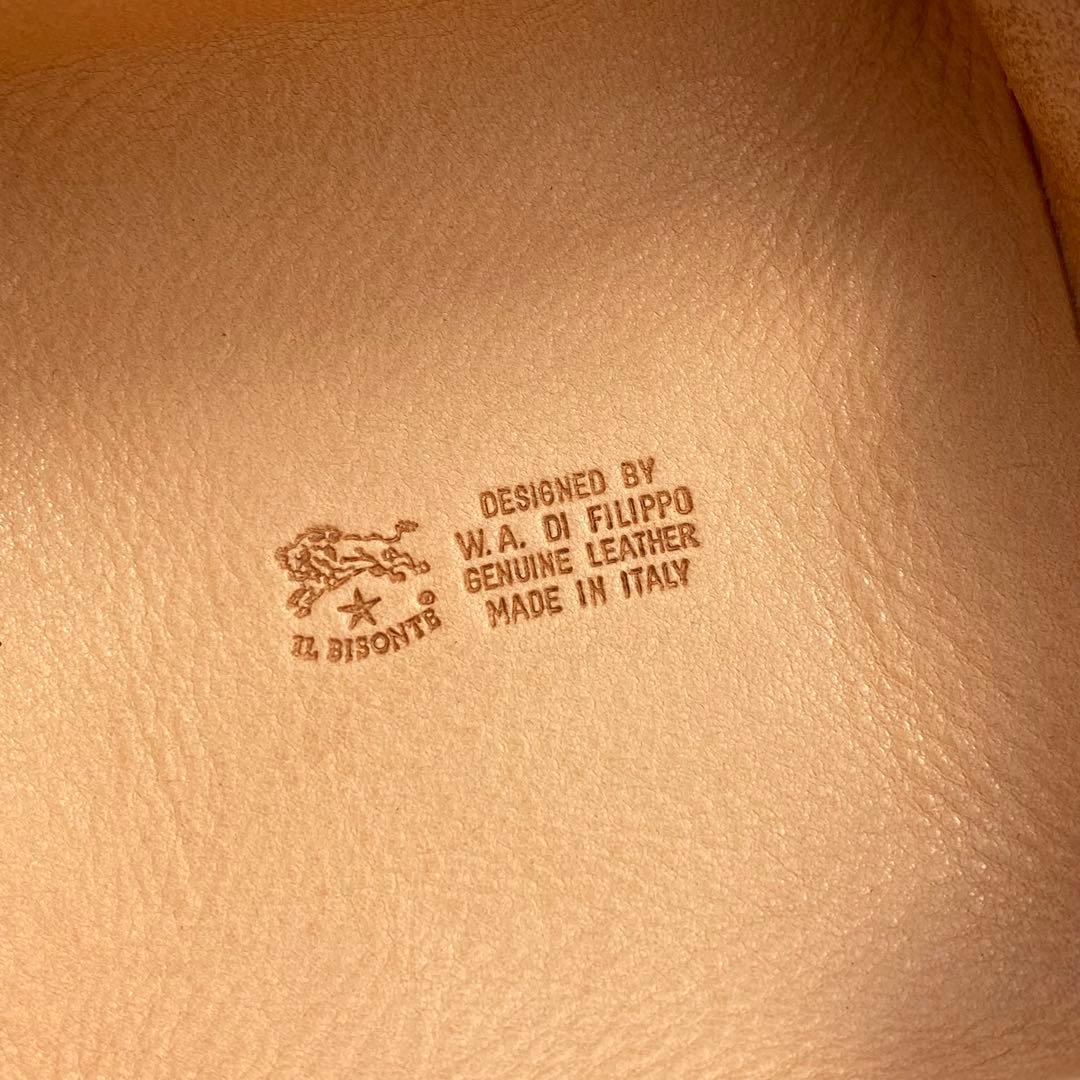 DESIGNED BY
W.A. DI FILIPPO
GENUINE LEATHER
MADE IN ITALY
IL BISONTE®